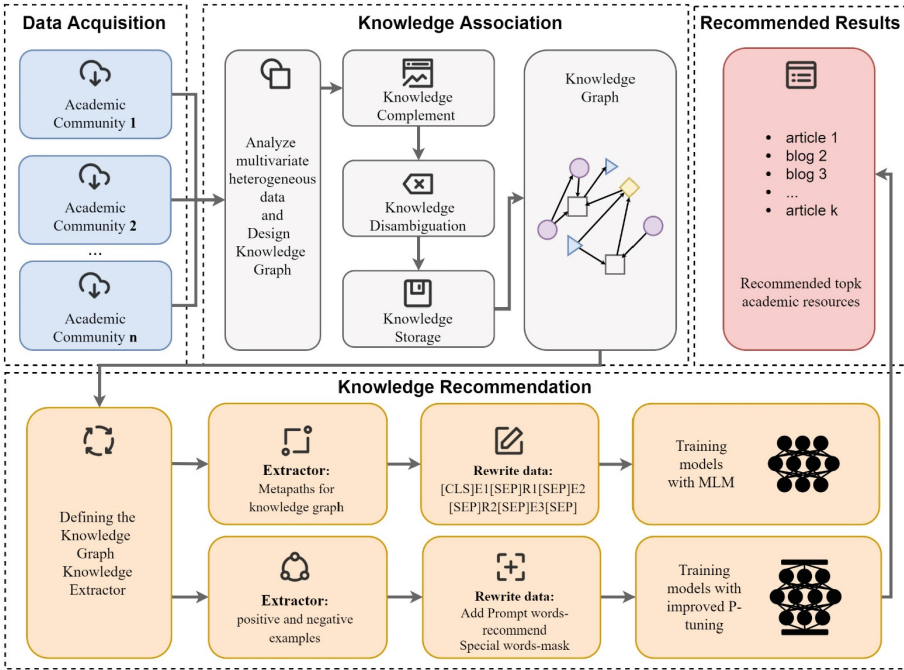 Data Acquisition
Academic
Community 1
Academic
Community 2
...
Academic
Community n
Knowledge Association
Analyze
multivariate
heterogeneous
data
and
Design
Knowledge
Graph
Knowledge
Complement
Knowledge
Disambiguation
Knowledge
Storage
Knowledge
Graph
Recommended Results
• article 1
• blog 2
• blog 3
• ...
• article k
Recommended topk
academic resources
Knowledge Recommendation
Defining the
Knowledge
Graph
Knowledge
Extractor
Extractor:
Metapaths for
knowledge graph
Rewrite data:
[CLS]E1[SEP]R1[SEP]E2
[SEP]R2[SEP]E3[SEP]
Training
models
with MLM
Extractor:
positive and negative
examples
Rewrite data:
Add Prompt words-
recommend
Special words-mask
Training
models with
improved P-
tuning